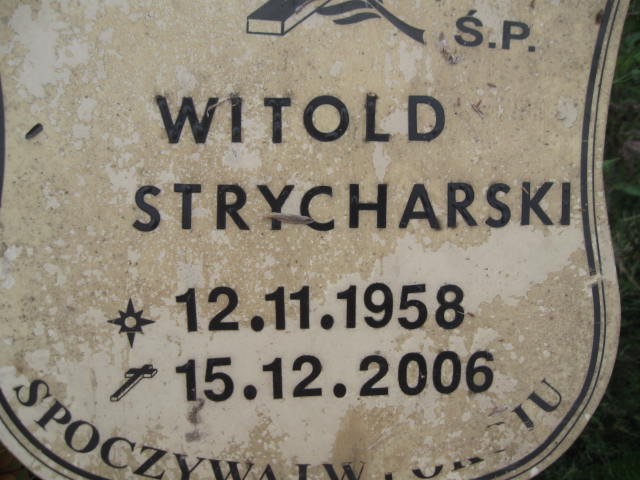 Ś.P.
WITOLD
STRYCHARSKI
12.11.1958
15.12.2006
SPOCZYWAJ W